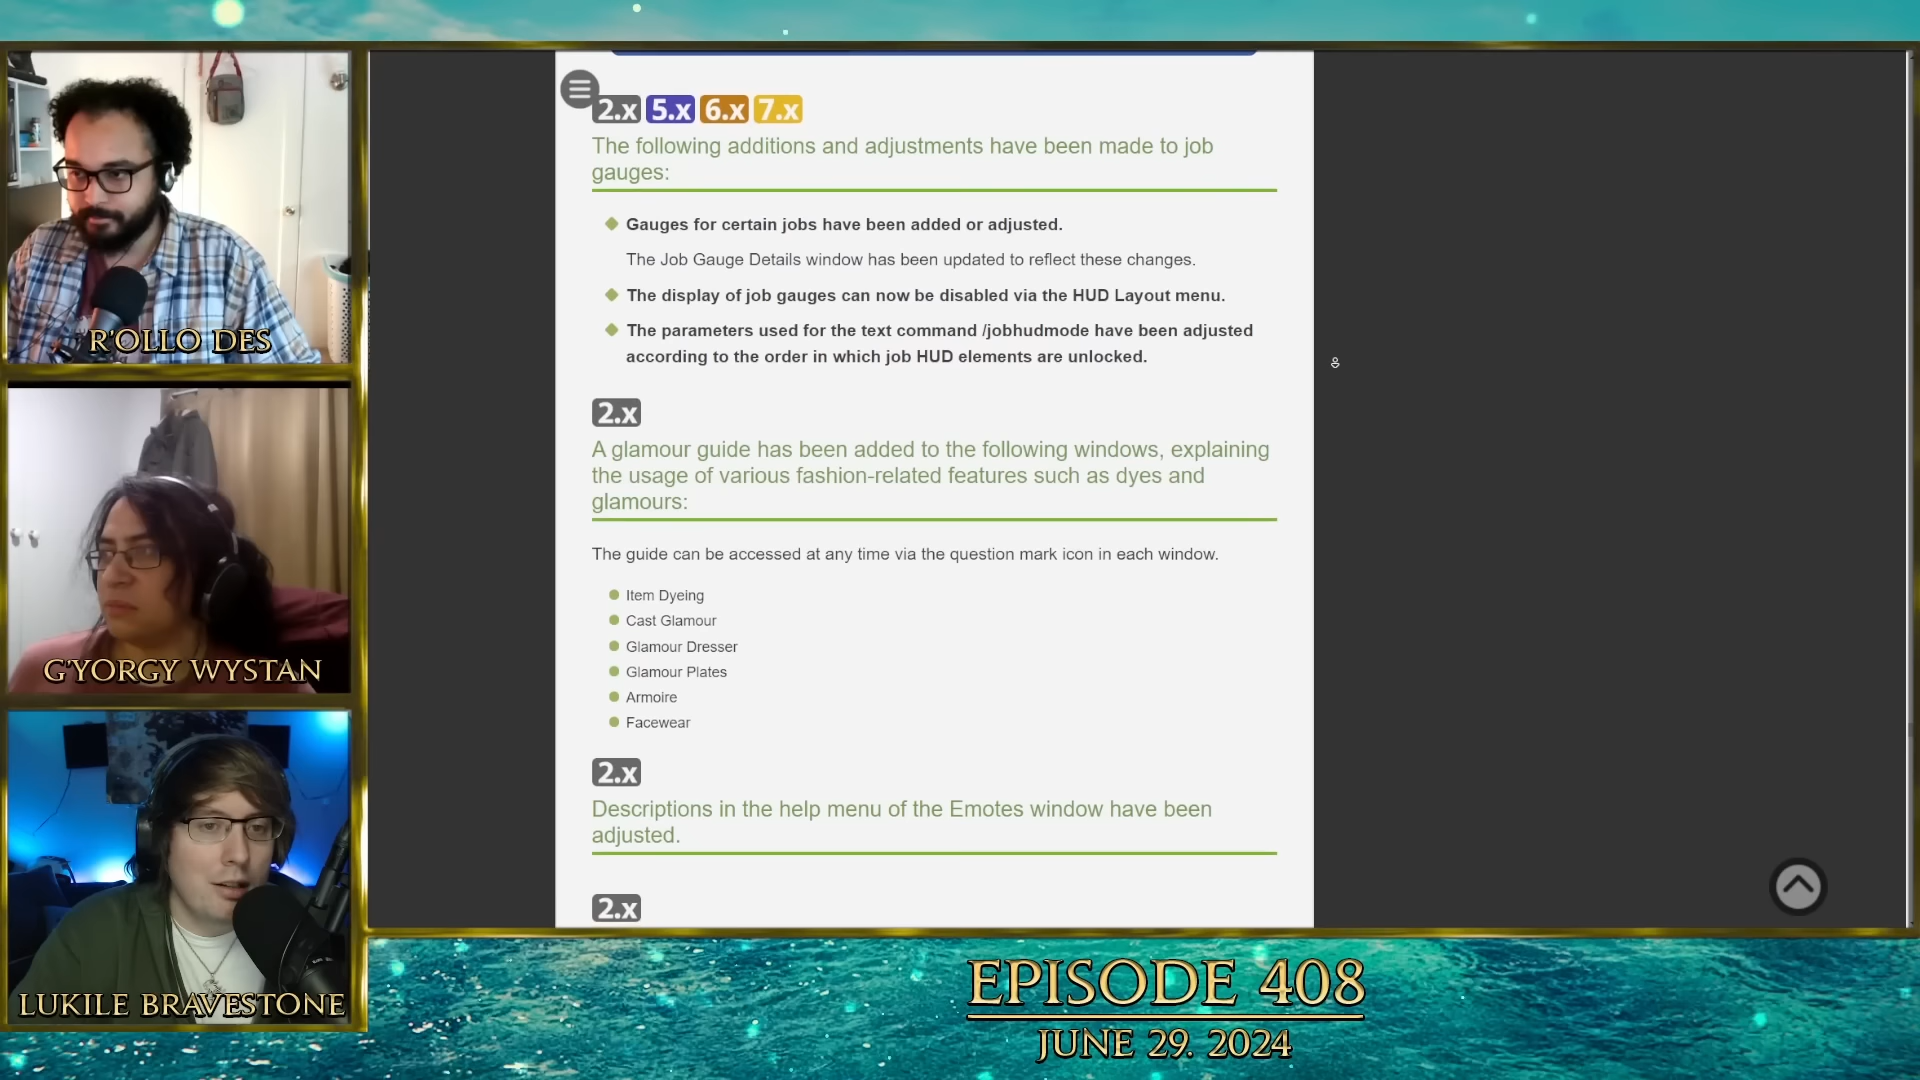 2.x 5.x 6.x 7.x
The following additions and adjustments have been made to job
gauges:
Gauges for certain jobs have been added or adjusted.
The Job Gauge Details window has been updated to reflect these changes.
The display of job gauges can now be disabled via the HUD Layout menu.
The parameters used for the text command /jobhudmode have been adjusted
according to the order in which job HUD elements are unlocked.
2.x
A glamour guide has been added to the following windows, explaining
the usage of various fashion-related features such as dyes and
glamours:
The guide can be accessed at any time via the question mark icon in each window.
Item Dyeing
Cast Glamour
Glamour Dresser
Glamour Plates
Armoire
Facewear
2.x
Descriptions in the help menu of the Emotes window have been
adjusted.
2.x
R'OLLO DES
G'YORGY WYSTAN
LUKILE BRAVESTONE
EPISODE 408
JUNE 29. 2024